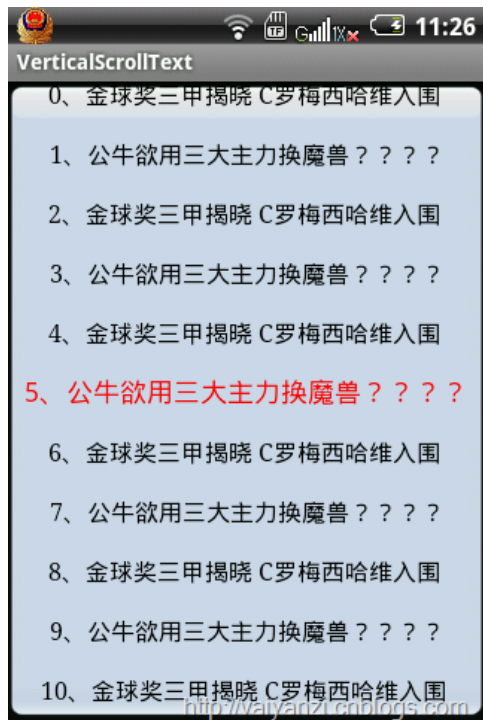 G 1X 11:26
VerticalScrollText
0、金球奖三甲揭晓 C罗梅西哈维入围
1、公牛欲用三大主力换魔兽？？？？
2、金球奖三甲揭晓 C罗梅西哈维入围
3、公牛欲用三大主力换魔兽？？？？
4、金球奖三甲揭晓 C罗梅西哈维入围
5、公牛欲用三大主力换魔兽？？？？
6、金球奖三甲揭晓 C罗梅西哈维入围
7、公牛欲用三大主力换魔兽？？？？
8、金球奖三甲揭晓 C罗梅西哈维入围
9、公牛欲用三大主力换魔兽？？？？
10、金球奖三甲揭晓 C罗梅西哈维入围
http://vaiyanzi.cnblogs.com